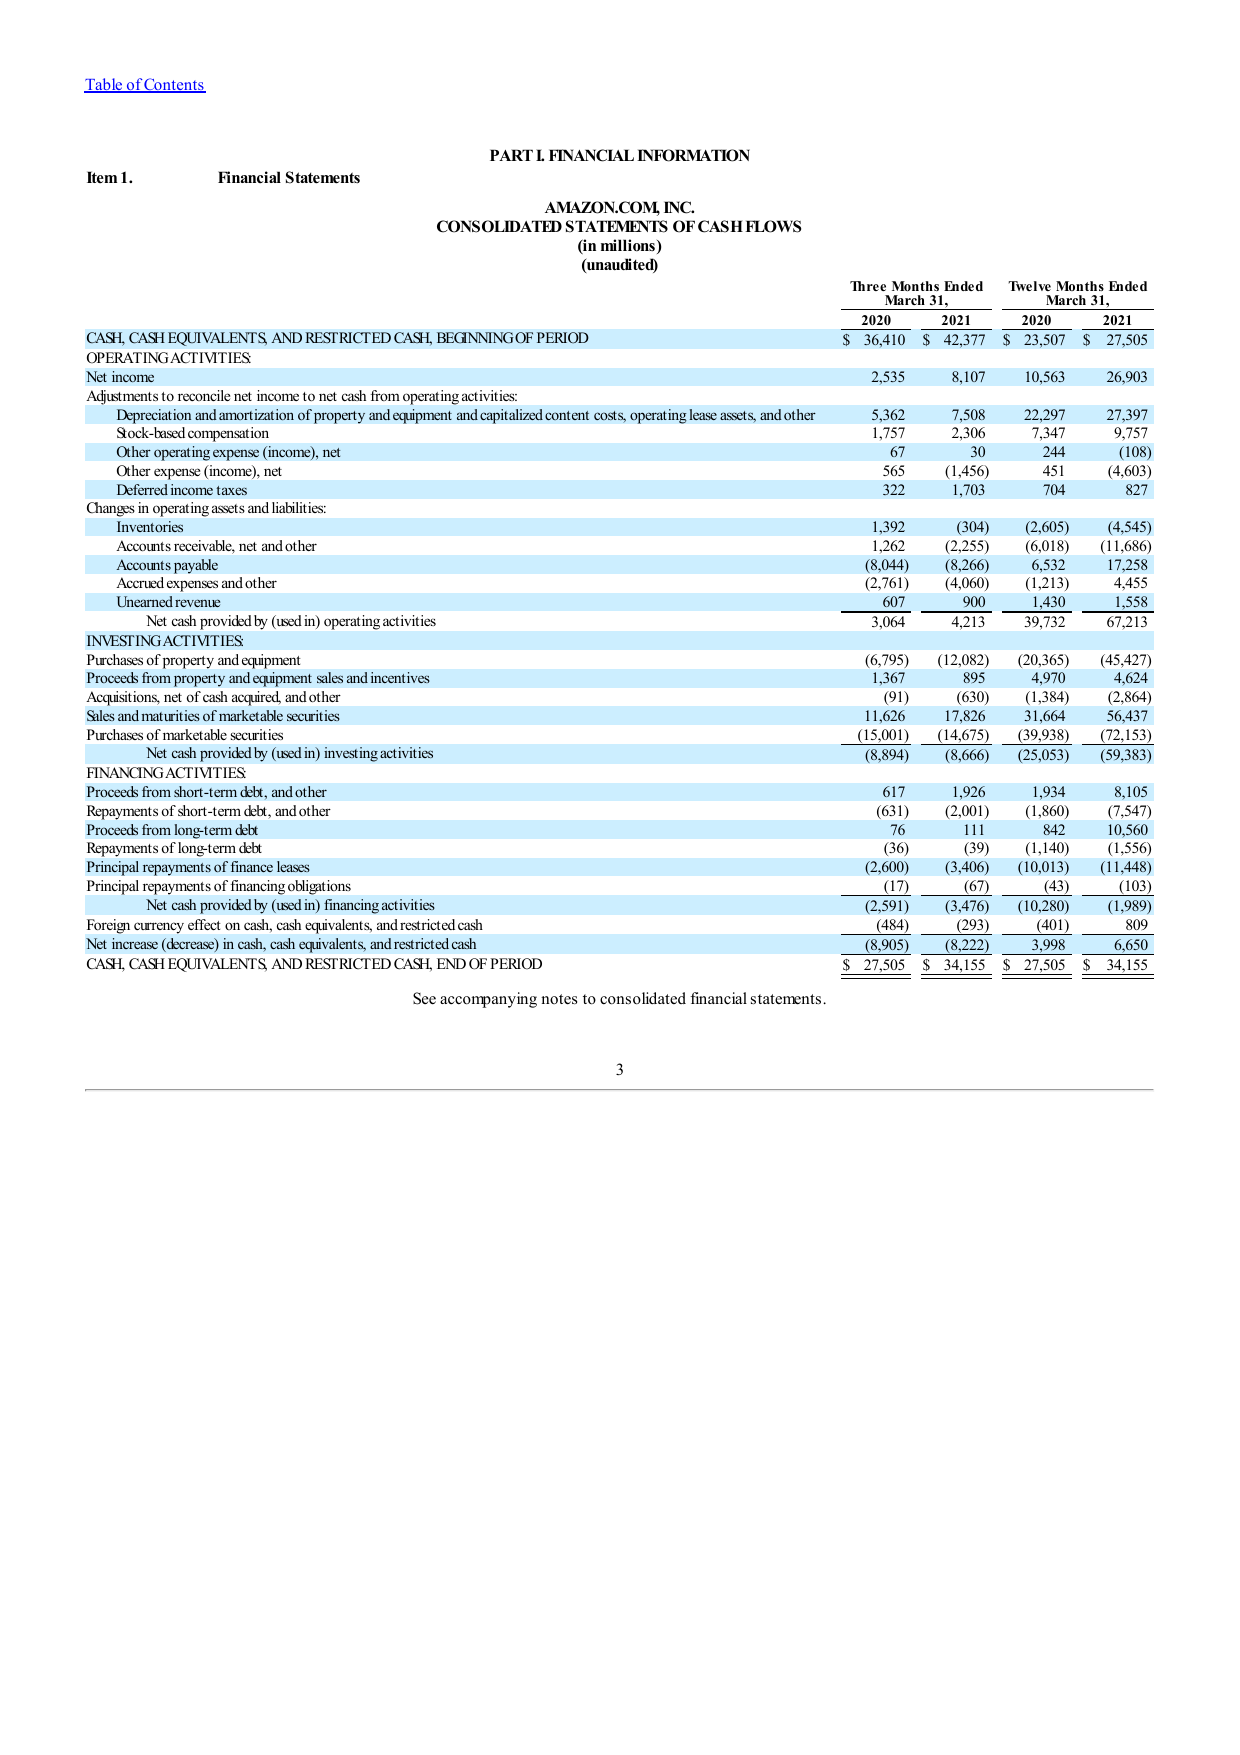 Table of Contents
PART I. FINANCIAL INFORMATION
Item 1. Financial Statements
AMAZON.COM, INC.
CONSOLIDATED STATEMENTS OF CASH FLOWS
(in millions)
(unaudited)
Three Months Ended March 31, Twelve Months Ended March 31,
2020 2021 2020 2021
CASH, CASH EQUIVALENTS, AND RESTRICTED CASH, BEGINNING OF PERIOD $ 36,410 $ 42,377 $ 23,507 $ 27,505
OPERATING ACTIVITIES:
Net income 2,535 8,107 10,563 26,903
Adjustments to reconcile net income to net cash from operating activities:
Depreciation and amortization of property and equipment and capitalized content costs, operating lease assets, and other 5,362 7,508 22,297 27,397
Stock-based compensation 1,757 2,306 7,347 9,757
Other operating expense (income), net 67 30 244 (108)
Other expense (income), net 565 (1,456) 451 (4,603)
Deferred income taxes 322 1,703 704 827
Changes in operating assets and liabilities:
Inventories 1,392 (304) (2,605) (4,545)
Accounts receivable, net and other 1,262 (2,255) (6,018) (11,686)
Accounts payable (8,044) (8,266) 6,532 17,258
Accrued expenses and other (2,761) (4,060) (1,213) 4,455
Unearned revenue 607 900 1,430 1,558
Net cash provided by (used in) operating activities 3,064 4,213 39,732 67,213
INVESTING ACTIVITIES:
Purchases of property and equipment (6,795) (12,082) (20,365) (45,427)
Proceeds from property and equipment sales and incentives 1,367 895 4,970 4,624
Acquisitions, net of cash acquired, and other (91) (630) (1,384) (2,864)
Sales and maturities of marketable securities 11,626 17,826 31,664 56,437
Purchases of marketable securities (15,001) (14,675) (39,938) (72,153)
Net cash provided by (used in) investing activities (8,894) (8,666) (25,053) (59,383)
FINANCING ACTIVITIES:
Proceeds from short-term debt, and other 617 1,926 1,934 8,105
Repayments of short-term debt, and other (631) (2,001) (1,860) (7,547)
Proceeds from long-term debt 76 111 842 10,560
Repayments of long-term debt (36) (39) (1,140) (1,556)
Principal repayments of finance leases (2,600) (3,406) (10,013) (11,448)
Principal repayments of financing obligations (17) (67) (43) (103)
Net cash provided by (used in) financing activities (2,591) (3,476) (10,280) (1,989)
Foreign currency effect on cash, cash equivalents, and restricted cash (484) (293) (401) 809
Net increase (decrease) in cash, cash equivalents, and restricted cash (8,905) (8,222) 3,998 6,650
CASH, CASH EQUIVALENTS, AND RESTRICTED CASH, END OF PERIOD $ 27,505 $ 34,155 $ 27,505 $ 34,155
See accompanying notes to consolidated financial statements.
3